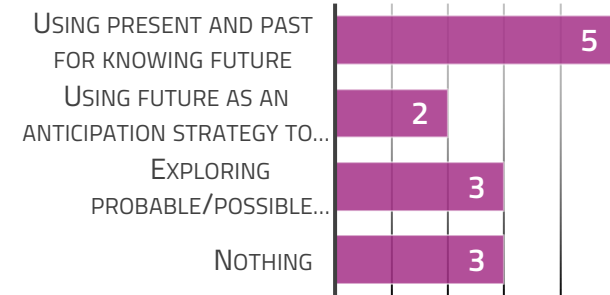 USING PRESENT AND PAST
FOR KNOWING FUTURE
5
USING FUTURE AS AN
ANTICIPATION STRATEGY TO...
2
EXPLORING
PROBABLE/POSSIBLE...
3
NOTHING
3